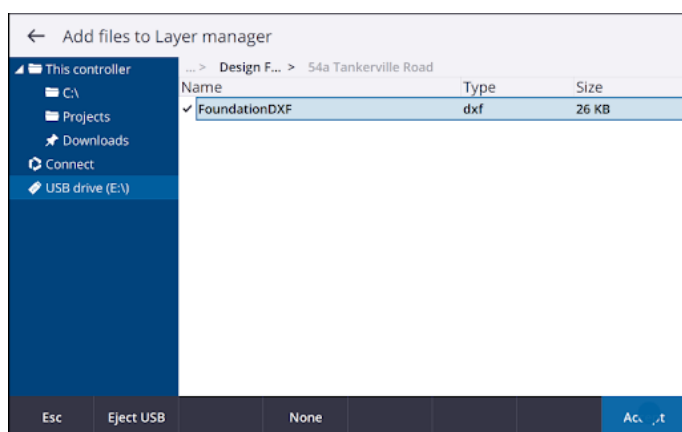 ← Add files to Layer manager
This controller
C:\
Projects
Downloads
Connect
USB drive (E:\)
...> Design F... > 54a Tankerville Road
Name Type Size
✓ FoundationDXF dxf 26 KB
Esc Eject USB None